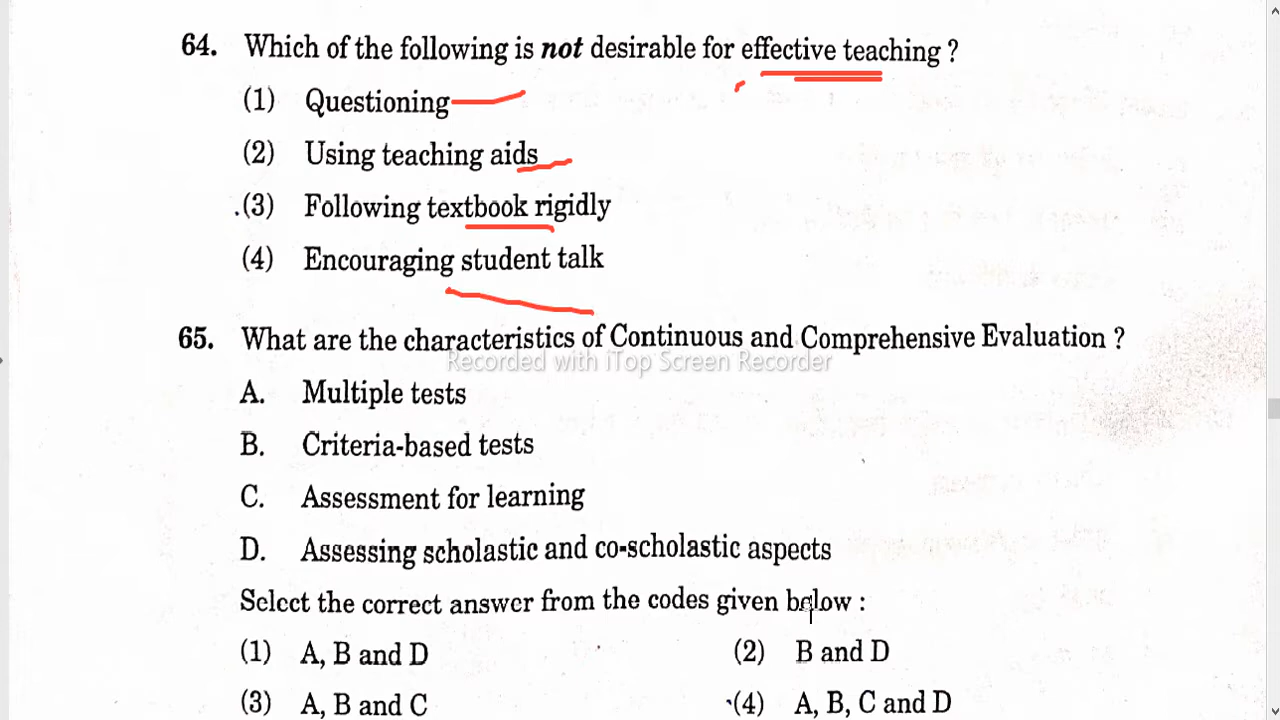 64. Which of the following is not desirable for effective teaching ?
(1) Questioning
(2) Using teaching aids
(3) Following textbook rigidly
(4) Encouraging student talk
65. What are the characteristics of Continuous and Comprehensive Evaluation ?
Recorded with iTop Screen Recorder
A. Multiple tests
B. Criteria-based tests
C. Assessment for learning
D. Assessing scholastic and co-scholastic aspects
Select the correct answer from the codes given below :
(1) A, B and D (2) B and D
(3) A, B and C (4) A, B, C and D